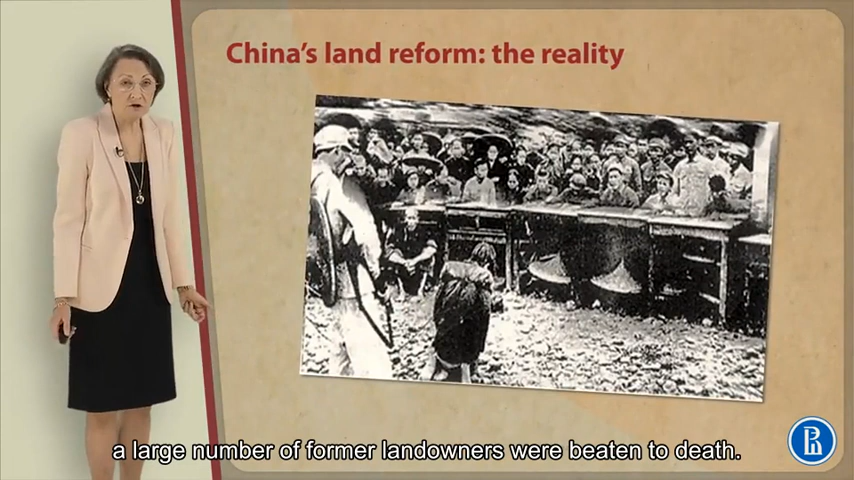 China's land reform: the reality
a large number of former landowners were beaten to death.